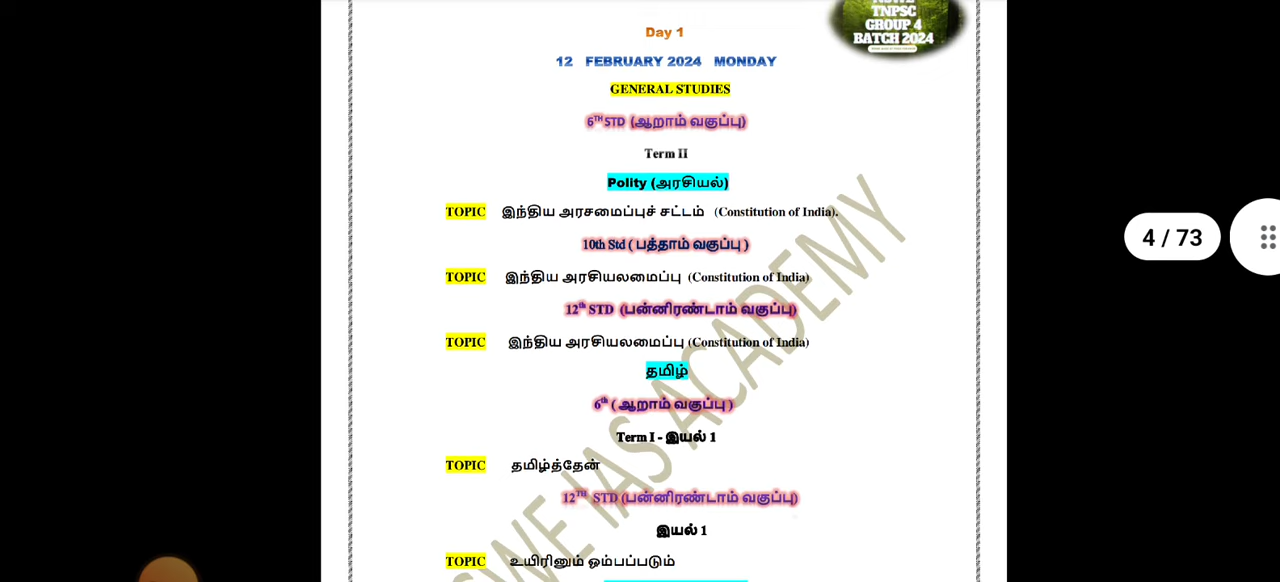 NSWE
TNPSC
GROUP 4
BATCH 2024
Day 1
12 FEBRUARY 2024 MONDAY
GENERAL STUDIES
6TH STD (ஆறாம் வகுப்பு)
Term II
Polity (அரசியல்)
TOPIC இந்திய அரசமைப்புச் சட்டம் (Constitution of India).
10th Std ( பத்தாம் வகுப்பு )
4 / 73
TOPIC இந்திய அரசியலமைப்பு (Constitution of India)
12th STD (பன்னிரண்டாம் வகுப்பு)
TOPIC இந்திய அரசியலமைப்பு (Constitution of India)
தமிழ்
6th ( ஆறாம் வகுப்பு )
Term I - இயல் 1
TOPIC தமிழ்த்தேன்
12TH STD (பன்னிரண்டாம் வகுப்பு)
இயல் 1
TOPIC உயிரினும் ஓம்பப்படும்
SWE IAS ACADEMY